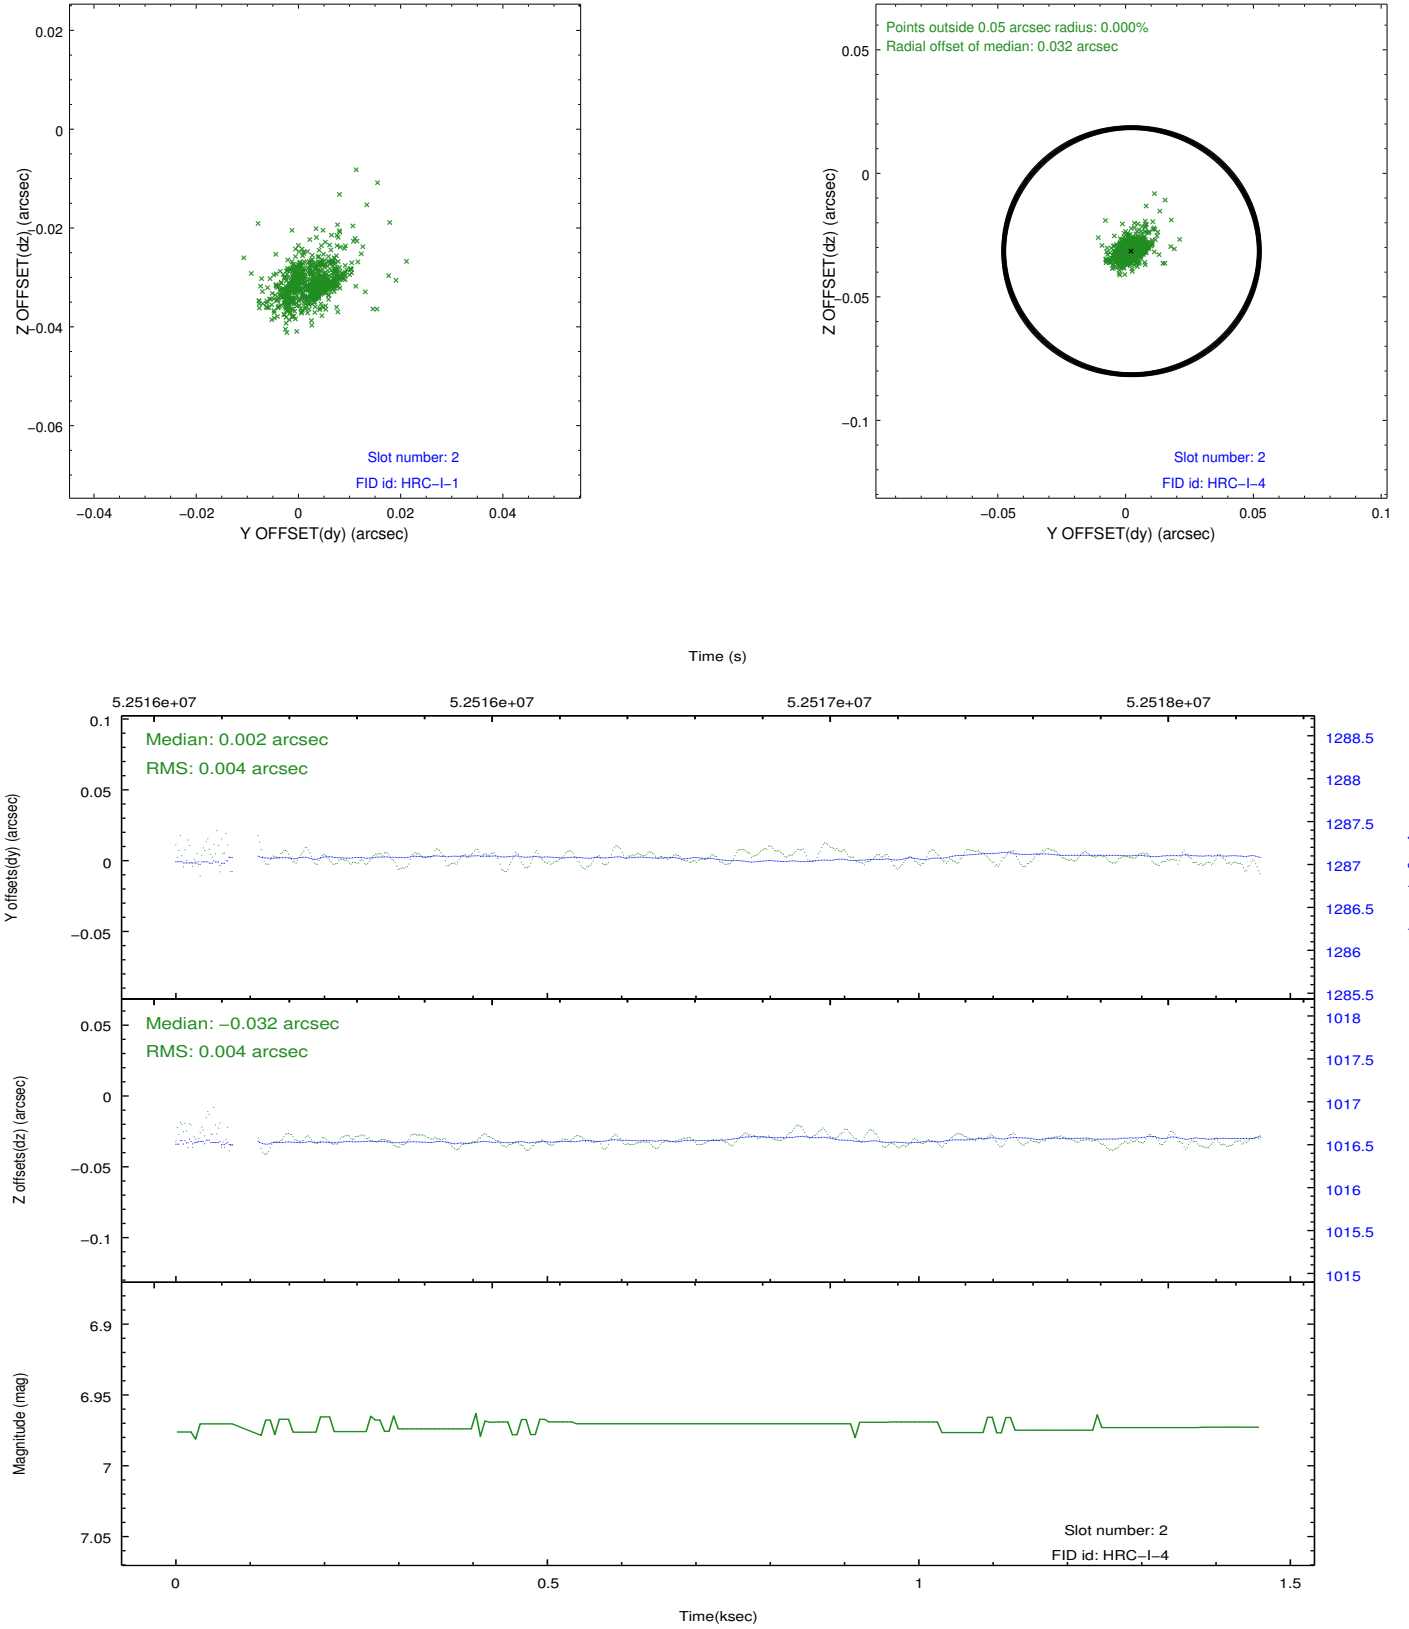 0.02
0
−0.02
−0.04
−0.06
Z OFFSET(dz) (arcsec)
Slot number: 2
FID id: HRC−I−1
−0.04 −0.02 0 0.02 0.04
Y OFFSET(dy) (arcsec)
Points outside 0.05 arcsec radius: 0.000%
Radial offset of median: 0.032 arcsec
0.05
0
−0.05
−0.1
Z OFFSET(dz) (arcsec)
Slot number: 2
FID id: HRC−I−4
−0.05 0 0.05 0.1
Y OFFSET(dy) (arcsec)
Time (s)
5.2516e+07 5.2516e+07 5.2517e+07 5.2518e+07
Median: 0.002 arcsec
RMS: 0.004 arcsec
0.1
0.05
0
−0.05
Y offsets(dy) (arcsec)
1288.5
1288
1287.5
1287
1286.5
1286
1285.5
Median: −0.032 arcsec
RMS: 0.004 arcsec
0.05
0
−0.05
−0.1
Z offsets(dz) (arcsec)
1018
1017.5
1017
1016.5
1016
1015.5
1015
6.9
6.95
7
7.05
Magnitude (mag)
Slot number: 2
FID id: HRC−I−4
0 0.5 1 1.5
Time(ksec)